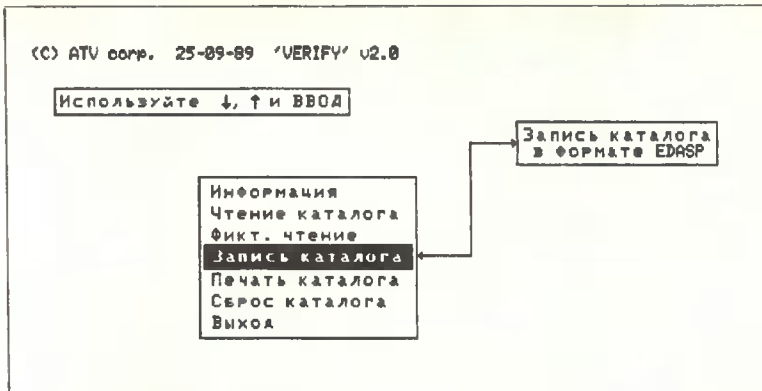 (C) ATV corp. 25-09-89 'VERIFY' v2.0
Используйте ↓, ↑ и ВВОД
Запись каталога
в формате EDASP
Информация
Чтение каталога
Фикт. чтение
Запись каталога
Печать каталога
Сброс каталога
Выход